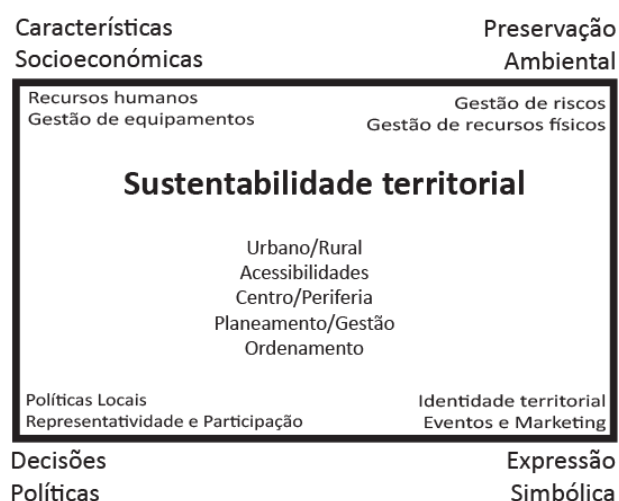 Características
Socioeconómicas
Preservação
Ambiental
Recursos humanos
Gestão de equipamentos
Gestão de riscos
Gestão de recursos físicos
Sustentabilidade territorial
Urbano/Rural
Acessibilidades
Centro/Periferia
Planeamento/Gestão
Ordenamento
Políticas Locais
Representatividade e Participação
Identidade territorial
Eventos e Marketing
Decisões
Políticas
Expressão
Simbólica